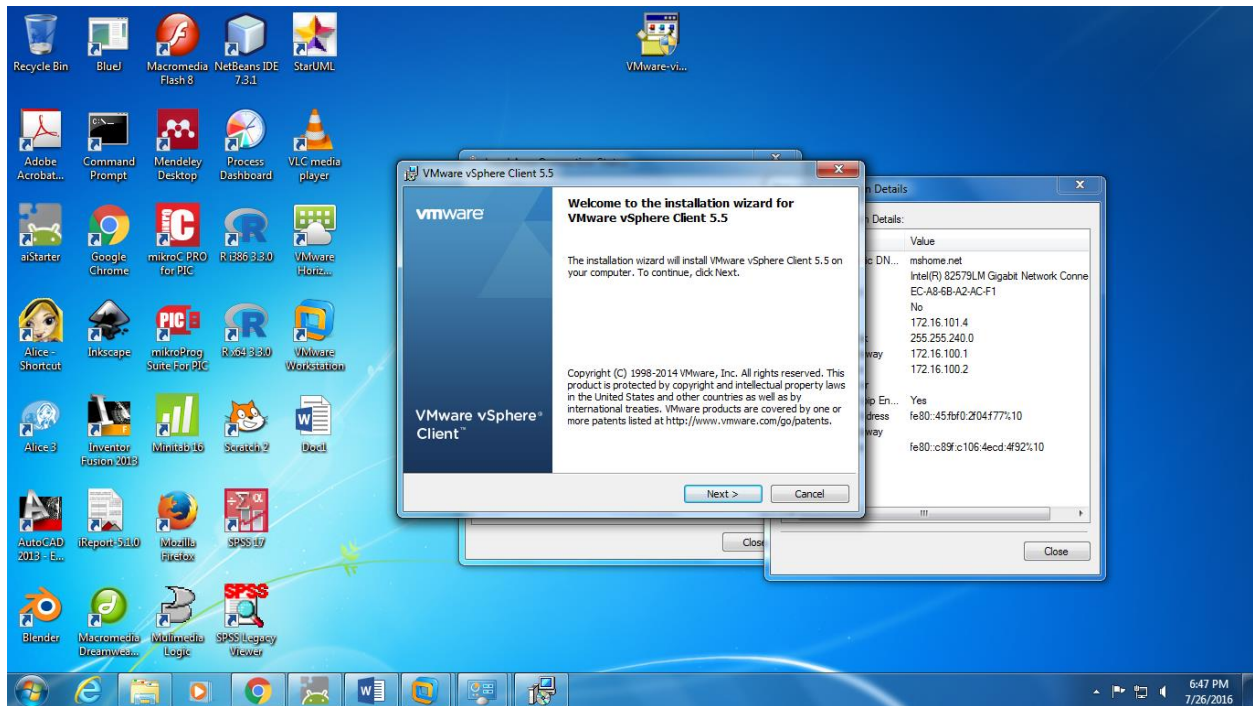 Recycle Bin
BlueJ
Macromedia
Flash 8
NetBeans IDE
7.3.1
StarUML
VMware-vi...
Adobe
Acrobat...
Command
Prompt
Mendeley
Desktop
Process
Dashboard
VLC media
player
aiStarter
Google
Chrome
mikroC PRO
for PIC
R i386 3.3.0
VMware
Horiz...
Alice -
Shortcut
Inkscape
mikroProg
Suite For PIC
R x64 3.3.0
VMware
Workstation
Alice 3
Inventor
Fusion 2013
Minitab 16
Scratch 2
Doc1
AutoCAD
2013 - E...
iReport-5.1.0
Mozilla
Firefox
SPSS 17
Blender
Macromedia
Dreamwea...
Mulimedia
Logic
SPSS Legacy
Viewer
VMware vSphere Client 5.5
vmware
Welcome to the installation wizard for
VMware vSphere Client 5.5
The installation wizard will install VMware vSphere Client 5.5 on
your computer. To continue, click Next.
Copyright (C) 1998-2014 VMware, Inc. All rights reserved. This
product is protected by copyright and intellectual property laws
in the United States and other countries as well as by
international treaties. VMware products are covered by one or
more patents listed at http://www.vmware.com/go/patents.
VMware vSphere®
Client™
Next >
Cancel
Close
n Details
n Details:
Value
ic DN... mshome.net
Intel(R) 82579LM Gigabit Network Conne
EC-A8-6B-A2-AC-F1
No
172.16.101.4
255.255.240.0
way 172.16.100.1
172.16.100.2
ip En... Yes
dress fe80::45fbf0:2f04f77%10
way
fe80::c89f:c106:4ecd:4f92%10
Close
6:47 PM
7/26/2016